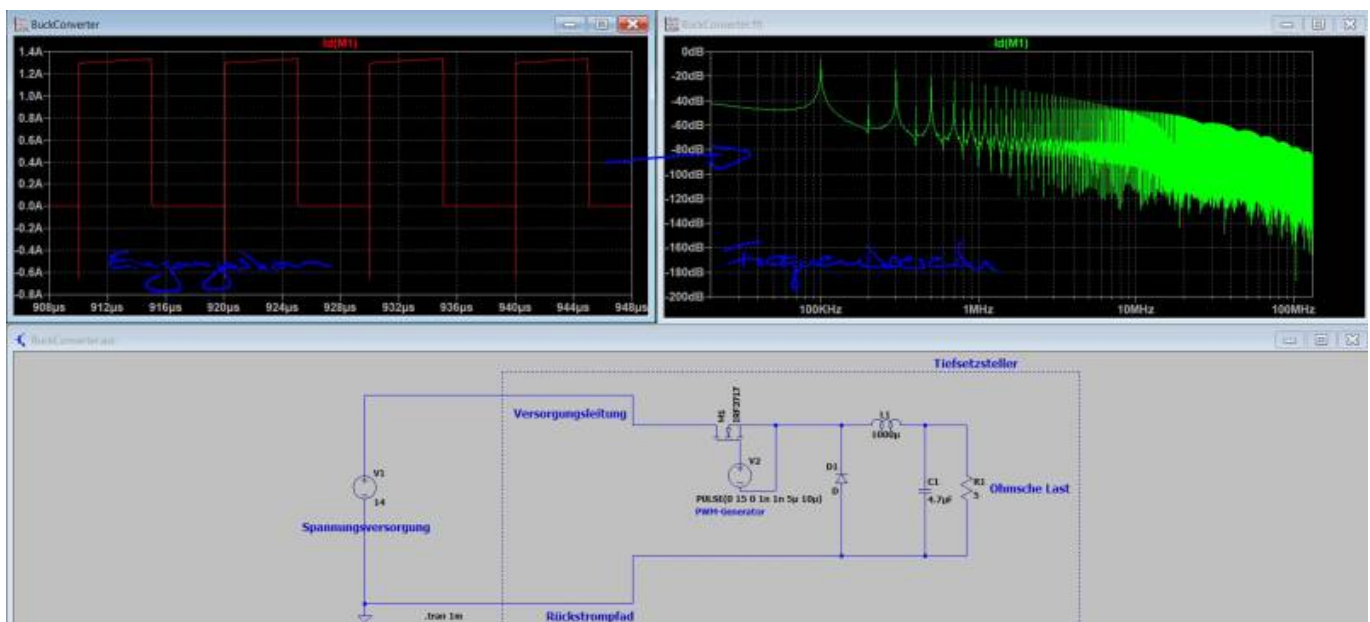 BuckConverter
Id(M1)
1.4A
1.2A
1.0A
0.8A
0.6A
0.4A
0.2A
0.0A
-0.2A
-0.4A
-0.6A
-0.8A
908µs 912µs 916µs 920µs 924µs 928µs 932µs 936µs 940µs 944µs 948µs
BuckConverter.fft
Id(M1)
0dB
-20dB
-40dB
-60dB
-80dB
-100dB
-120dB
-140dB
-160dB
-180dB
-200dB
100KHz 1MHz 10MHz 100MHz
BuckConverter.asc
Tiefsetzsteller
Versorgungsleitung
M1
IRF3717
L1
1000µ
V1
14
V2
D1
D
C1
4.7µF
R1
5
Ohmsche Last
PULSE(0 15 0 1n 1n 5µ 10µ)
PWM-Generator
Spannungsversorgung
.tran 1m
Rückstrompfad